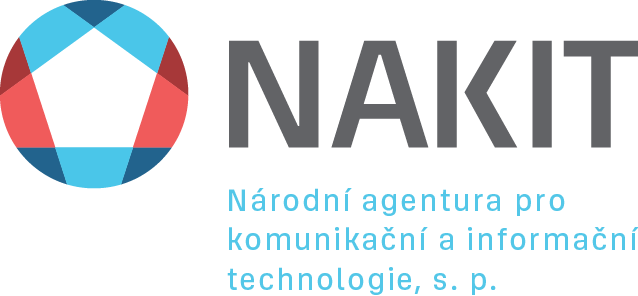 NAKIT
Národní agentura pro
komunikační a informační
technologie, s. p.